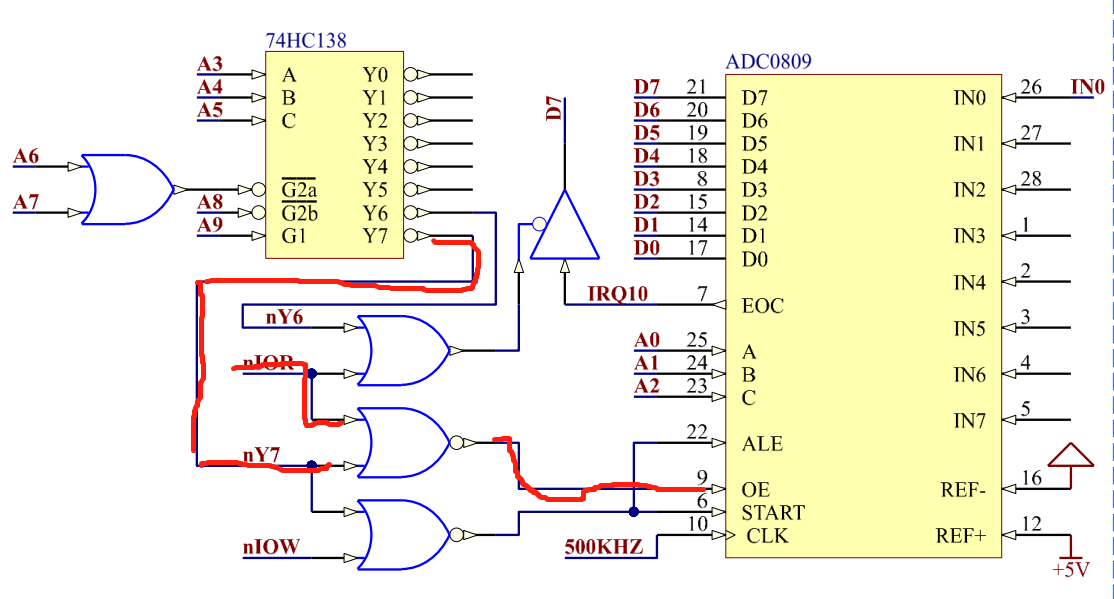 74HC138
A3 A Y0
A4 B Y1
A5 C Y2
Y3
A6 Y4
G2a Y5
A7 A8 G2b Y6
A9 G1 Y7
nY6
nIOR
nY7
nIOW
D7
IRQ10
500KHZ
ADC0809
D7 21 D7 IN0 26 IN0
D6 20 D6
D5 19 D5 IN1 27
D4 18 D4
D3 8 D3 IN2 28
D2 15 D2
D1 14 D1 IN3 1
D0 17 D0
IN4 2
7 EOC
IN5 3
A0 25 A
A1 24 B IN6 4
A2 23 C
IN7 5
22 ALE
9 OE REF- 16
6 START
10 CLK REF+ 12
+5V